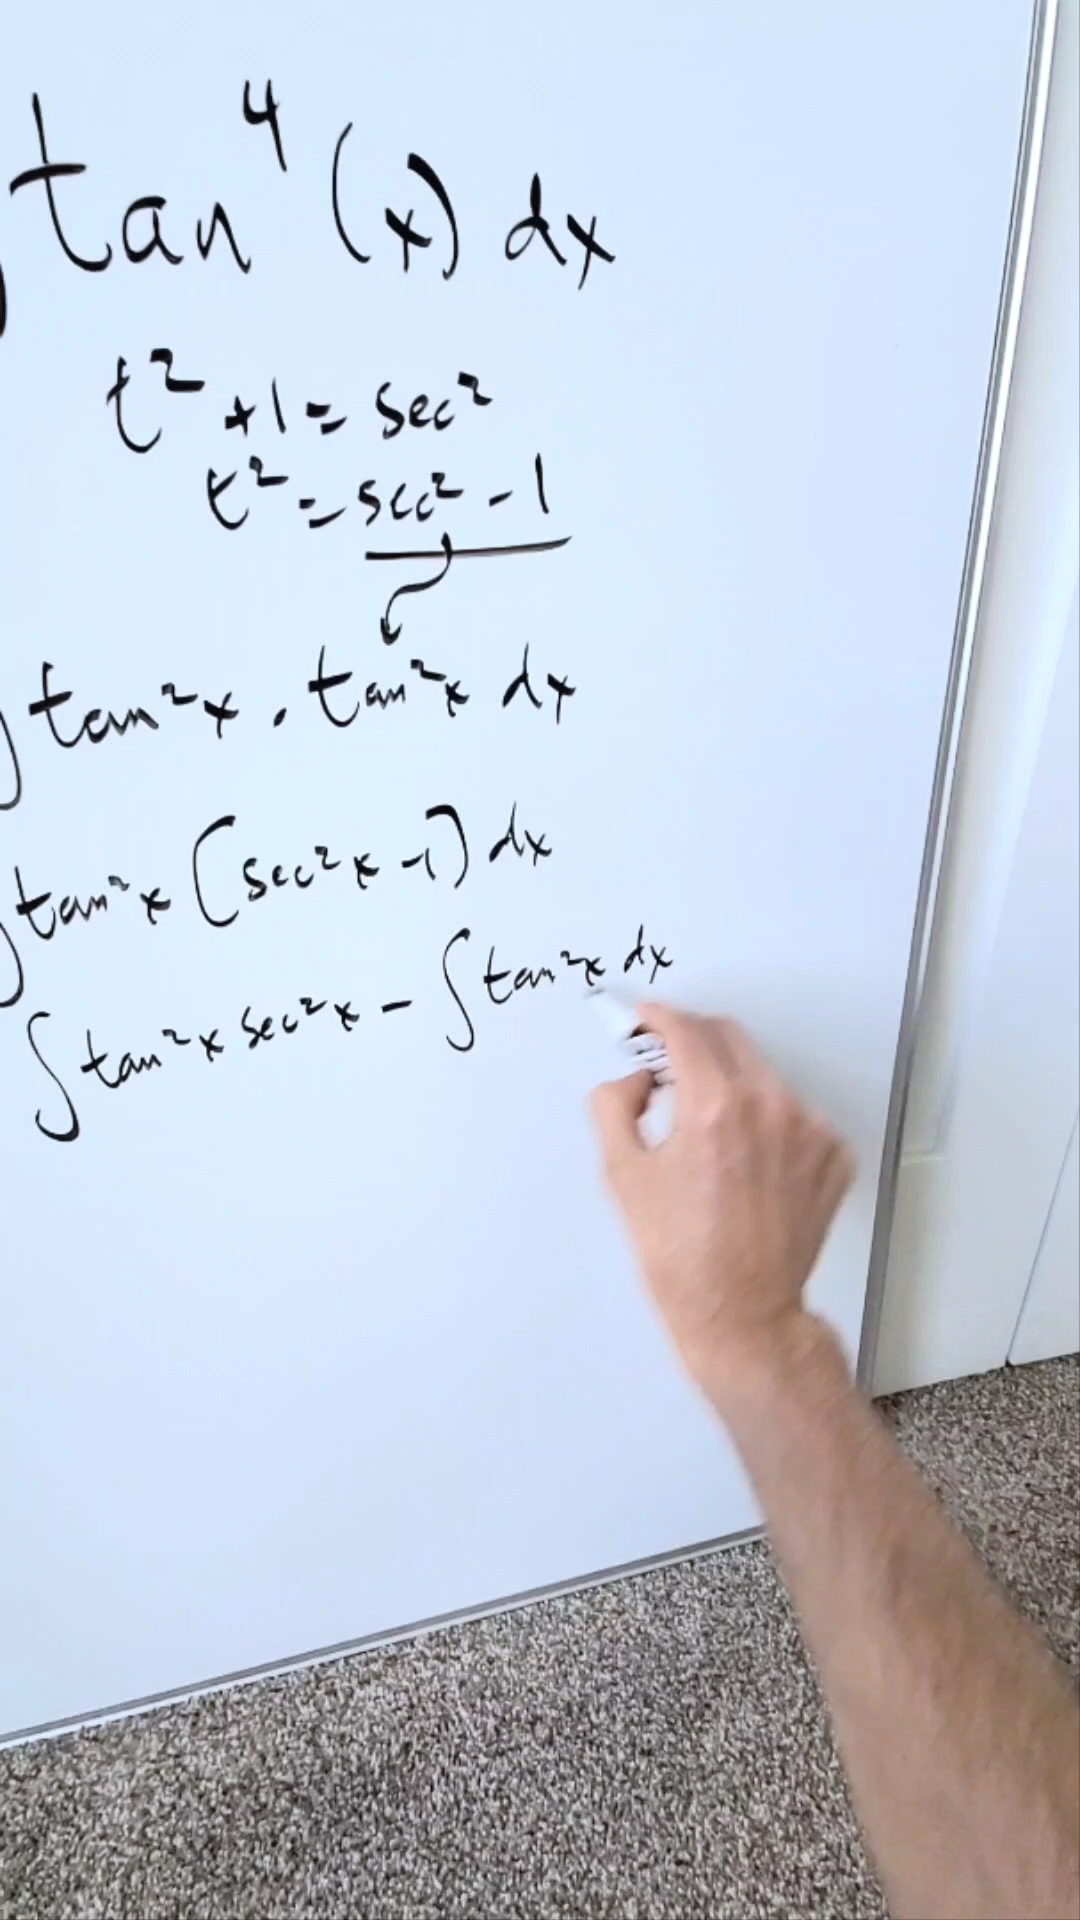 ∫ tan⁴(x) dx
t² + 1 = sec²
t² = sec² - 1
∫ tan²x · tan²x dx
∫ tan²x (sec²x - 1) dx
∫ tan²x sec²x - ∫ tan²x dx